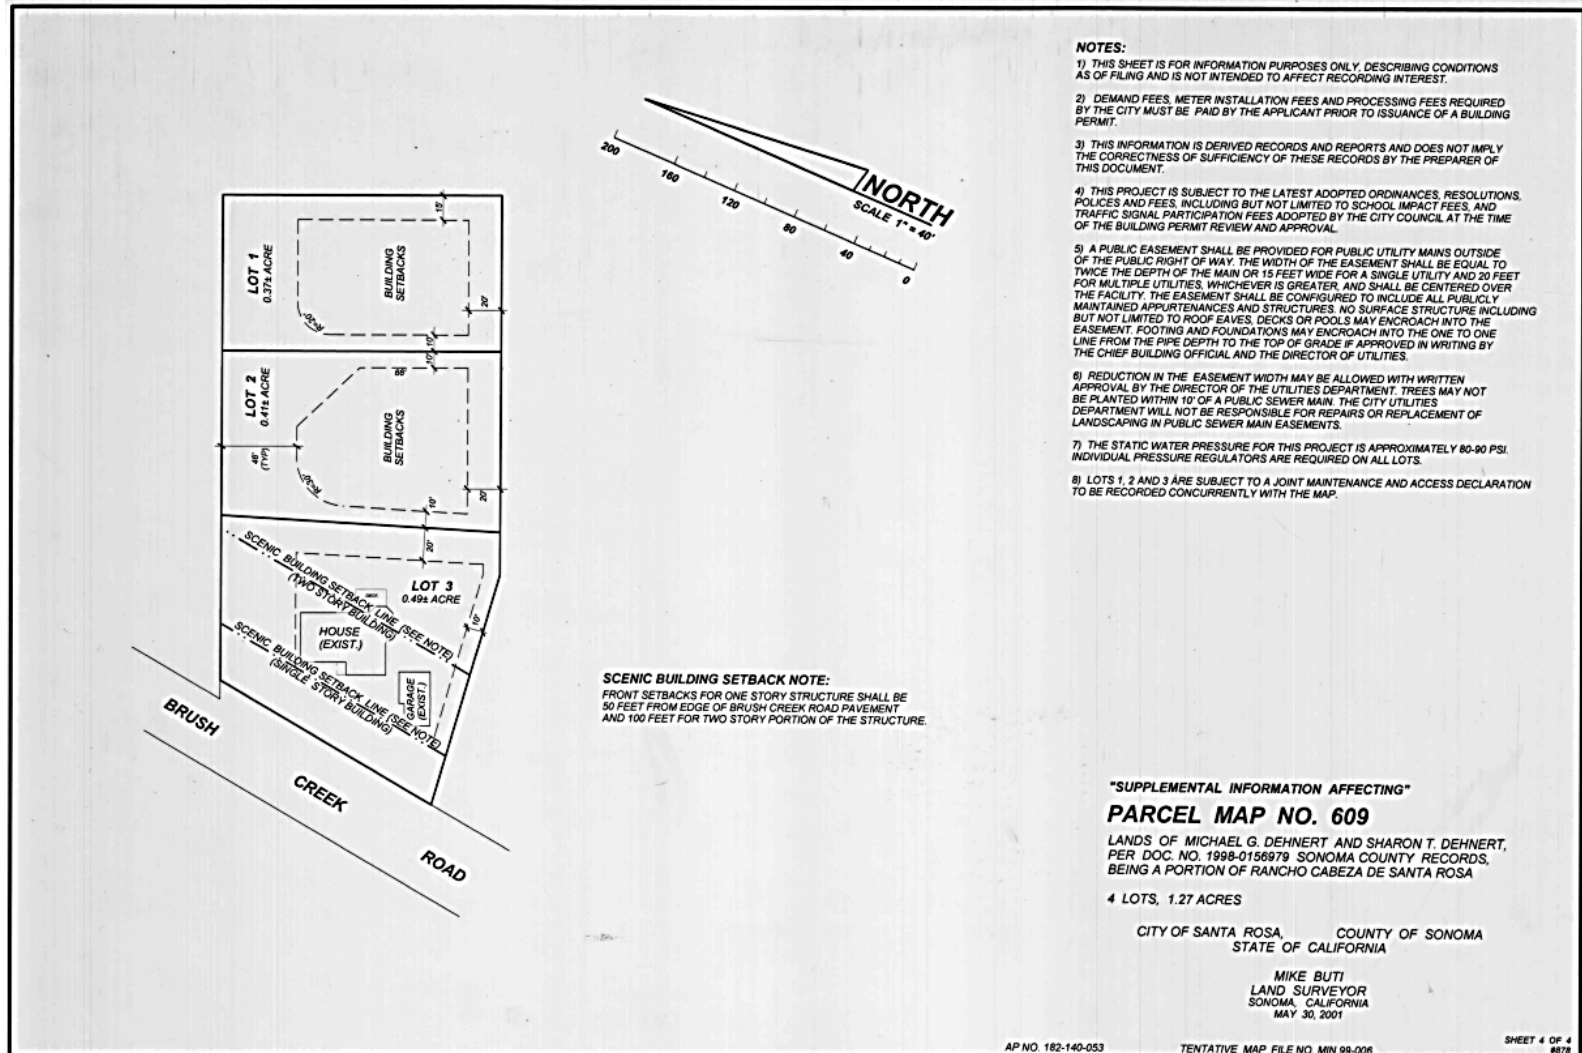 NOTES:
1) THIS SHEET IS FOR INFORMATION PURPOSES ONLY, DESCRIBING CONDITIONS
AS OF FILING AND IS NOT INTENDED TO AFFECT RECORDING INTEREST.
2) DEMAND FEES, METER INSTALLATION FEES AND PROCESSING FEES REQUIRED
BY THE CITY MUST BE PAID BY THE APPLICANT PRIOR TO ISSUANCE OF A BUILDING
PERMIT.
3) THIS INFORMATION IS DERIVED RECORDS AND REPORTS AND DOES NOT IMPLY
THE CORRECTNESS OF SUFFICIENCY OF THESE RECORDS BY THE PREPARER OF
THIS DOCUMENT.
4) THIS PROJECT IS SUBJECT TO THE LATEST ADOPTED ORDINANCES, RESOLUTIONS,
POLICES AND FEES, INCLUDING BUT NOT LIMITED TO SCHOOL IMPACT FEES, AND
TRAFFIC SIGNAL PARTICIPATION FEES ADOPTED BY THE CITY COUNCIL AT THE TIME
OF THE BUILDING PERMIT REVIEW AND APPROVAL.
5) A PUBLIC EASEMENT SHALL BE PROVIDED FOR PUBLIC UTILITY MAINS OUTSIDE
OF THE PUBLIC RIGHT OF WAY. THE WIDTH OF THE EASEMENT SHALL BE EQUAL TO
TWICE THE DEPTH OF THE MAIN OR 15 FEET WIDE FOR A SINGLE UTILITY AND 20 FEET
FOR MULTIPLE UTILITIES, WHICHEVER IS GREATER, AND SHALL BE CENTERED OVER
THE FACILITY. THE EASEMENT SHALL BE CONFIGURED TO INCLUDE ALL PUBLICLY
MAINTAINED APPURTENANCES AND STRUCTURES. NO SURFACE STRUCTURE INCLUDING
BUT NOT LIMITED TO ROOF EAVES, DECKS OR POOLS MAY ENCROACH INTO THE
EASEMENT. FOOTING AND FOUNDATIONS MAY ENCROACH INTO THE ONE TO ONE
LINE FROM THE PIPE DEPTH TO THE TOP OF GRADE IF APPROVED IN WRITING BY
THE CHIEF BUILDING OFFICIAL AND THE DIRECTOR OF UTILITIES.
6) REDUCTION IN THE EASEMENT WIDTH MAY BE ALLOWED WITH WRITTEN
APPROVAL BY THE DIRECTOR OF THE UTILITIES DEPARTMENT. TREES MAY NOT
BE PLANTED WITHIN 10' OF A PUBLIC SEWER MAIN. THE CITY UTILITIES
DEPARTMENT WILL NOT BE RESPONSIBLE FOR REPAIRS OR REPLACEMENT OF
LANDSCAPING IN PUBLIC SEWER MAIN EASEMENTS.
7) THE STATIC WATER PRESSURE FOR THIS PROJECT IS APPROXIMATELY 80-90 PSI.
INDIVIDUAL PRESSURE REGULATORS ARE REQUIRED ON ALL LOTS.
8) LOTS 1, 2 AND 3 ARE SUBJECT TO A JOINT MAINTENANCE AND ACCESS DECLARATION
TO BE RECORDED CONCURRENTLY WITH THE MAP.
NORTH
SCALE 1" = 40'
200
160
120
80
40
0
15'
LOT 1
0.37± ACRE
BUILDING
SETBACKS
R=20'
20'
10'
10'
66'
LOT 2
0.41± ACRE
BUILDING
SETBACKS
46'
(TYP)
R=30'
20'
10'
20'
SCENIC BUILDING SETBACK LINE (SEE NOTE)
(TWO STORY BUILDING)
LOT 3
0.49± ACRE
DECK
10'
HOUSE
(EXIST.)
SCENIC BUILDING SETBACK LINE (SEE NOTE)
(SINGLE STORY BUILDING)
GARAGE
(EXIST.)
BRUSH
CREEK
ROAD
SCENIC BUILDING SETBACK NOTE:
FRONT SETBACKS FOR ONE STORY STRUCTURE SHALL BE
50 FEET FROM EDGE OF BRUSH CREEK ROAD PAVEMENT
AND 100 FEET FOR TWO STORY PORTION OF THE STRUCTURE.
"SUPPLEMENTAL INFORMATION AFFECTING"
PARCEL MAP NO. 609
LANDS OF MICHAEL G. DEHNERT AND SHARON T. DEHNERT,
PER DOC. NO. 1998-0156979 SONOMA COUNTY RECORDS,
BEING A PORTION OF RANCHO CABEZA DE SANTA ROSA
4 LOTS, 1.27 ACRES
CITY OF SANTA ROSA, COUNTY OF SONOMA
STATE OF CALIFORNIA
MIKE BUTI
LAND SURVEYOR
SONOMA, CALIFORNIA
MAY 30, 2001
AP NO. 182-140-053 TENTATIVE MAP FILE NO. MIN 99-006
SHEET 4 OF 4
#878